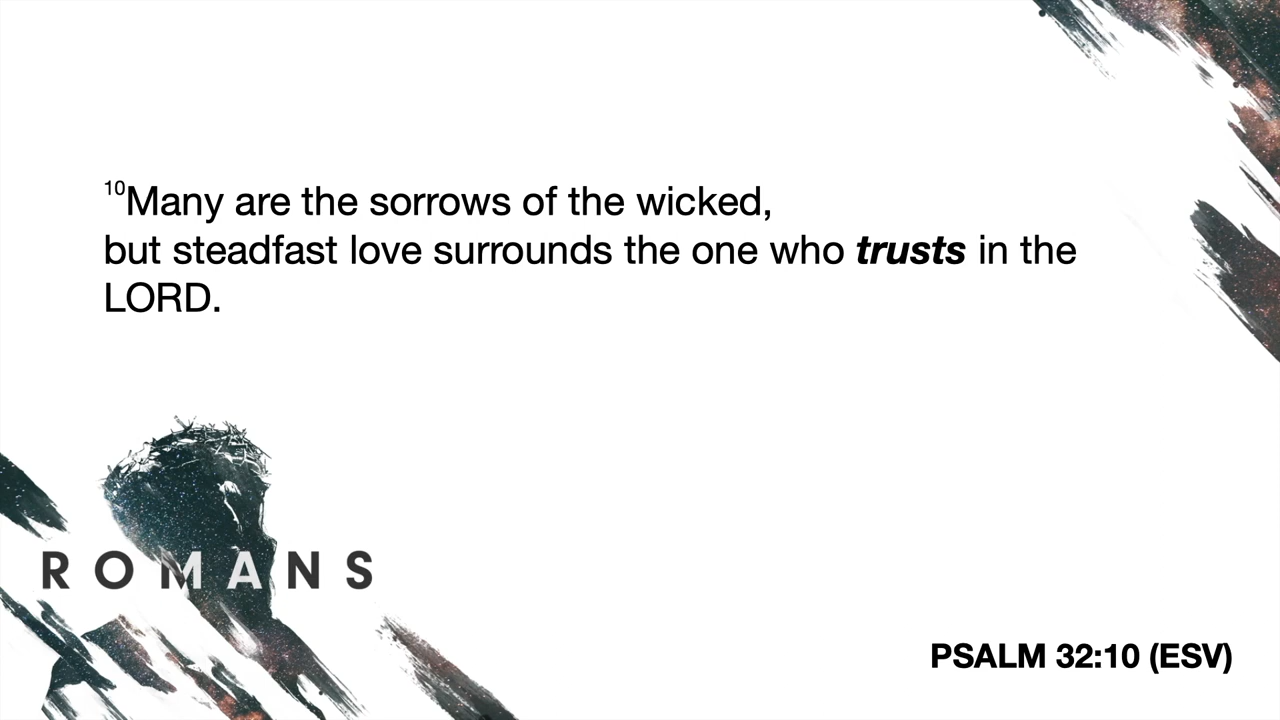 10Many are the sorrows of the wicked,
but steadfast love surrounds the one who trusts in the
LORD.
ROMANS
PSALM 32:10 (ESV)